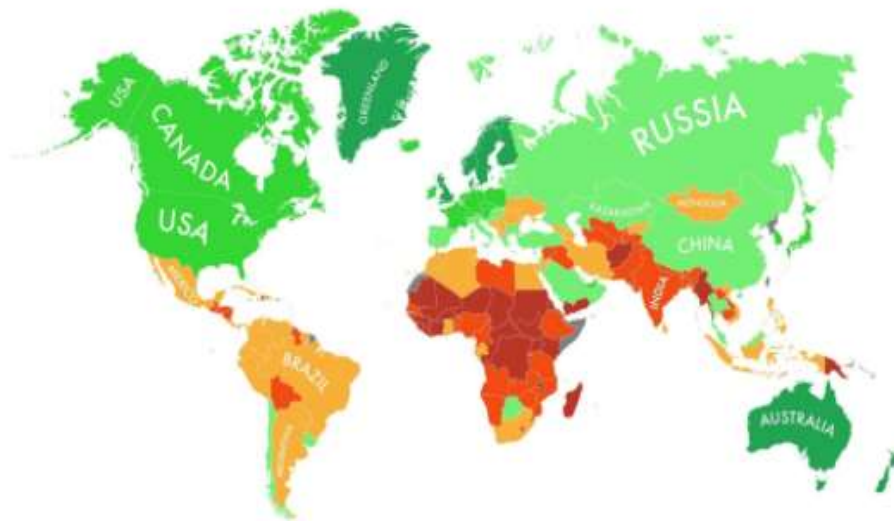 USA
CANADA
USA
GREENLAND
RUSSIA
KAZAKHSTAN
MONGOLIA
CHINA
MEXICO
INDIA
BRAZIL
AUSTRALIA